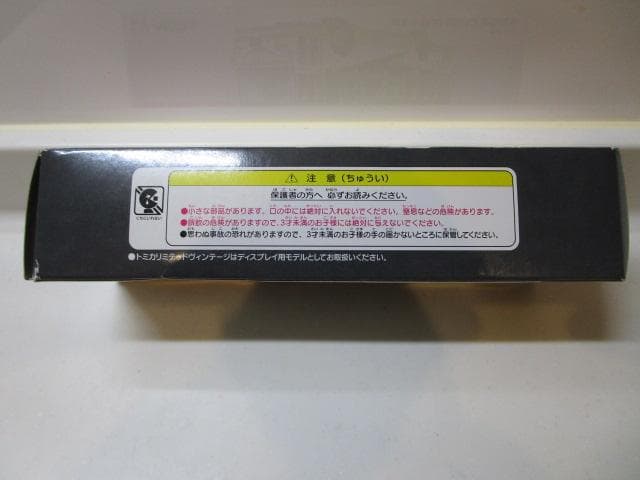 ⚠ 注意(ちゅうい)
保護者の方へ 必ずお読みください。
●小さな部品があります。口の中には絶対に入れないでください。窒息などの危険があります。
●誤飲の危険がありますので、3才未満のお子様には絶対に与えないでください。
●思わぬ事故の恐れがありますので、3才未満のお子様の手の届かないところに保管してください。
くちにいれない
●トミカリミテッドヴィンテージはディスプレイ用モデルとしてお取扱いください。